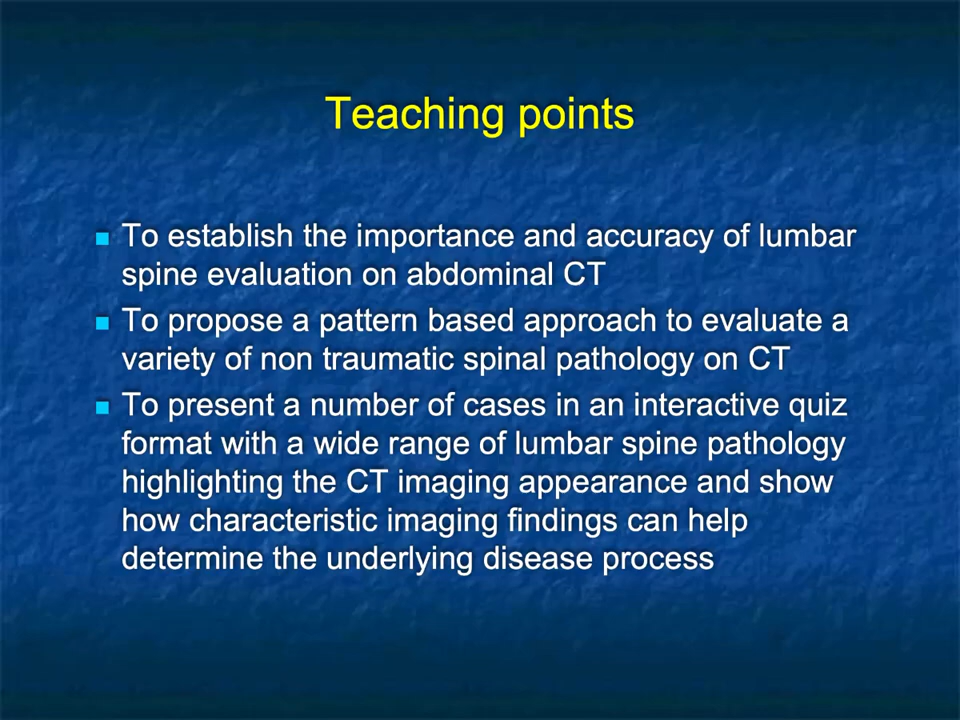 Teaching points
To establish the importance and accuracy of lumbar
spine evaluation on abdominal CT
To propose a pattern based approach to evaluate a
variety of non traumatic spinal pathology on CT
To present a number of cases in an interactive quiz
format with a wide range of lumbar spine pathology
highlighting the CT imaging appearance and show
how characteristic imaging findings can help
determine the underlying disease process